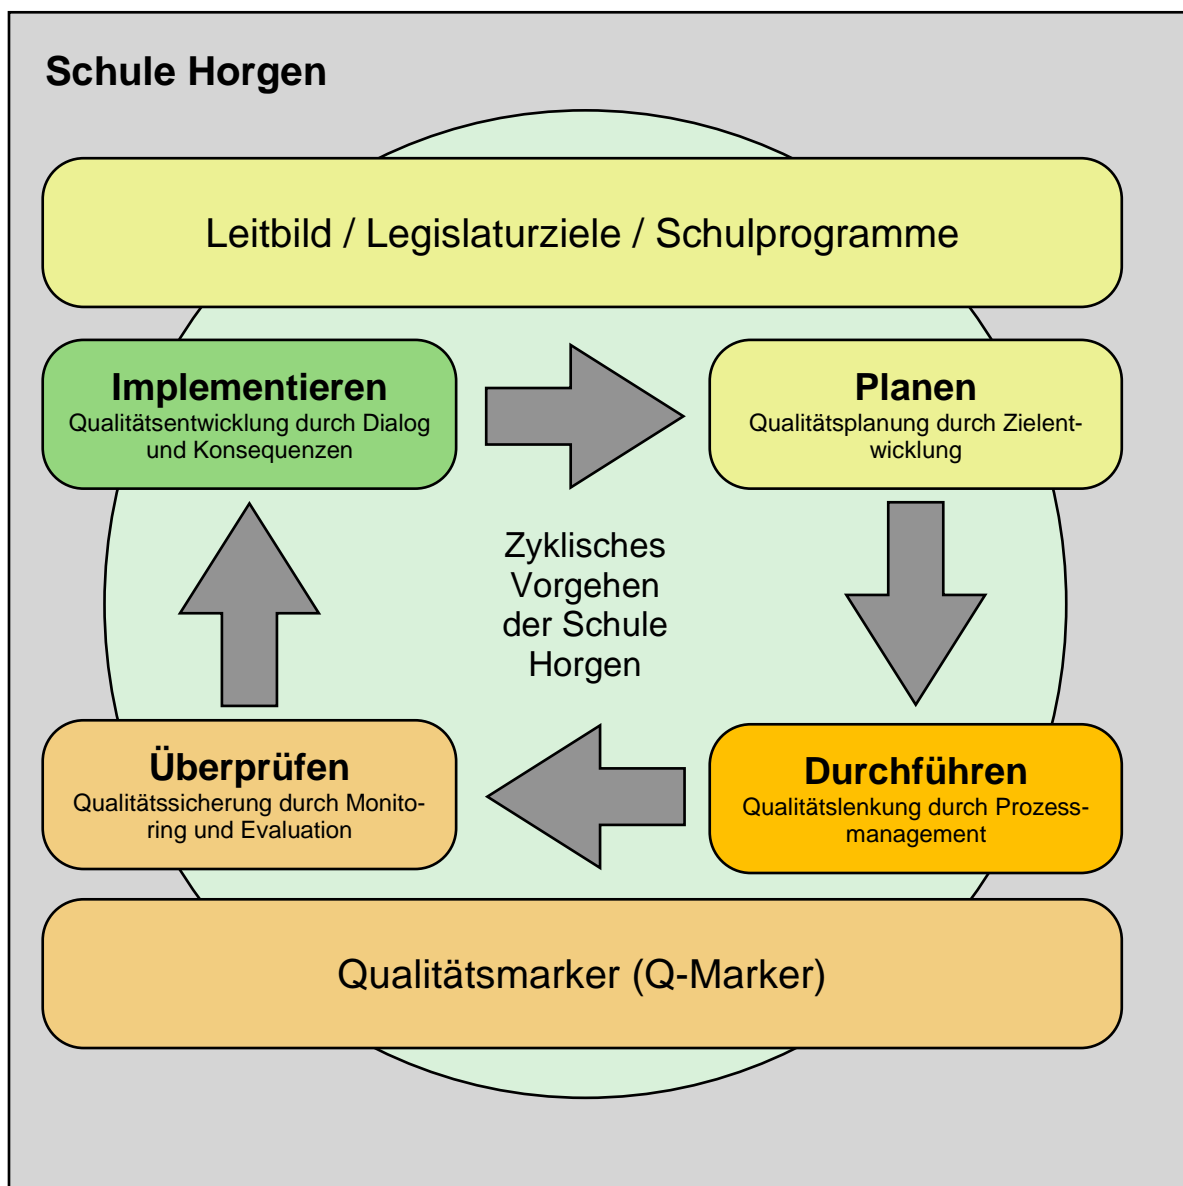 Schule Horgen
Leitbild / Legislaturziele / Schulprogramme
Implementieren
Qualitätsentwicklung durch Dialog
und Konsequenzen
Planen
Qualitätsplanung durch Zielent-
wicklung
Zyklisches
Vorgehen
der Schule
Horgen
Überprüfen
Qualitätssicherung durch Monito-
ring und Evaluation
Durchführen
Qualitätslenkung durch Prozess-
management
Qualitätsmarker (Q-Marker)